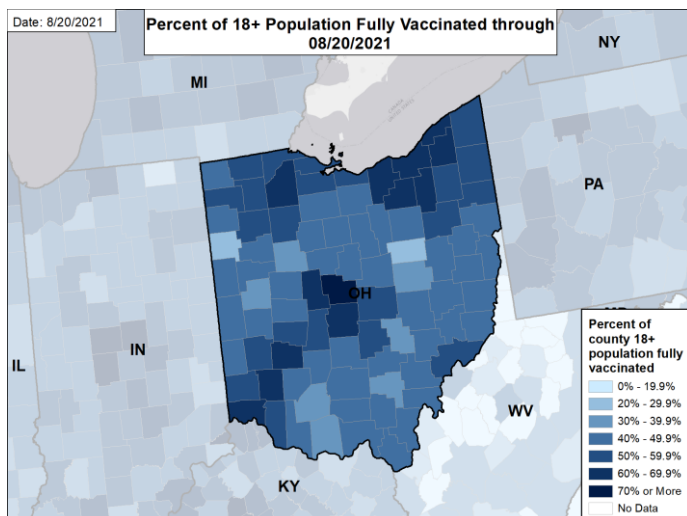 Date: 8/20/2021
Percent of 18+ Population Fully Vaccinated through
08/20/2021
NY
MI
PA
OH
IN
IL
WV
KY
Percent of
county 18+
population fully
vaccinated
0% - 19.9%
20% - 29.9%
30% - 39.9%
40% - 49.9%
50% - 59.9%
60% - 69.9%
70% or More
No Data